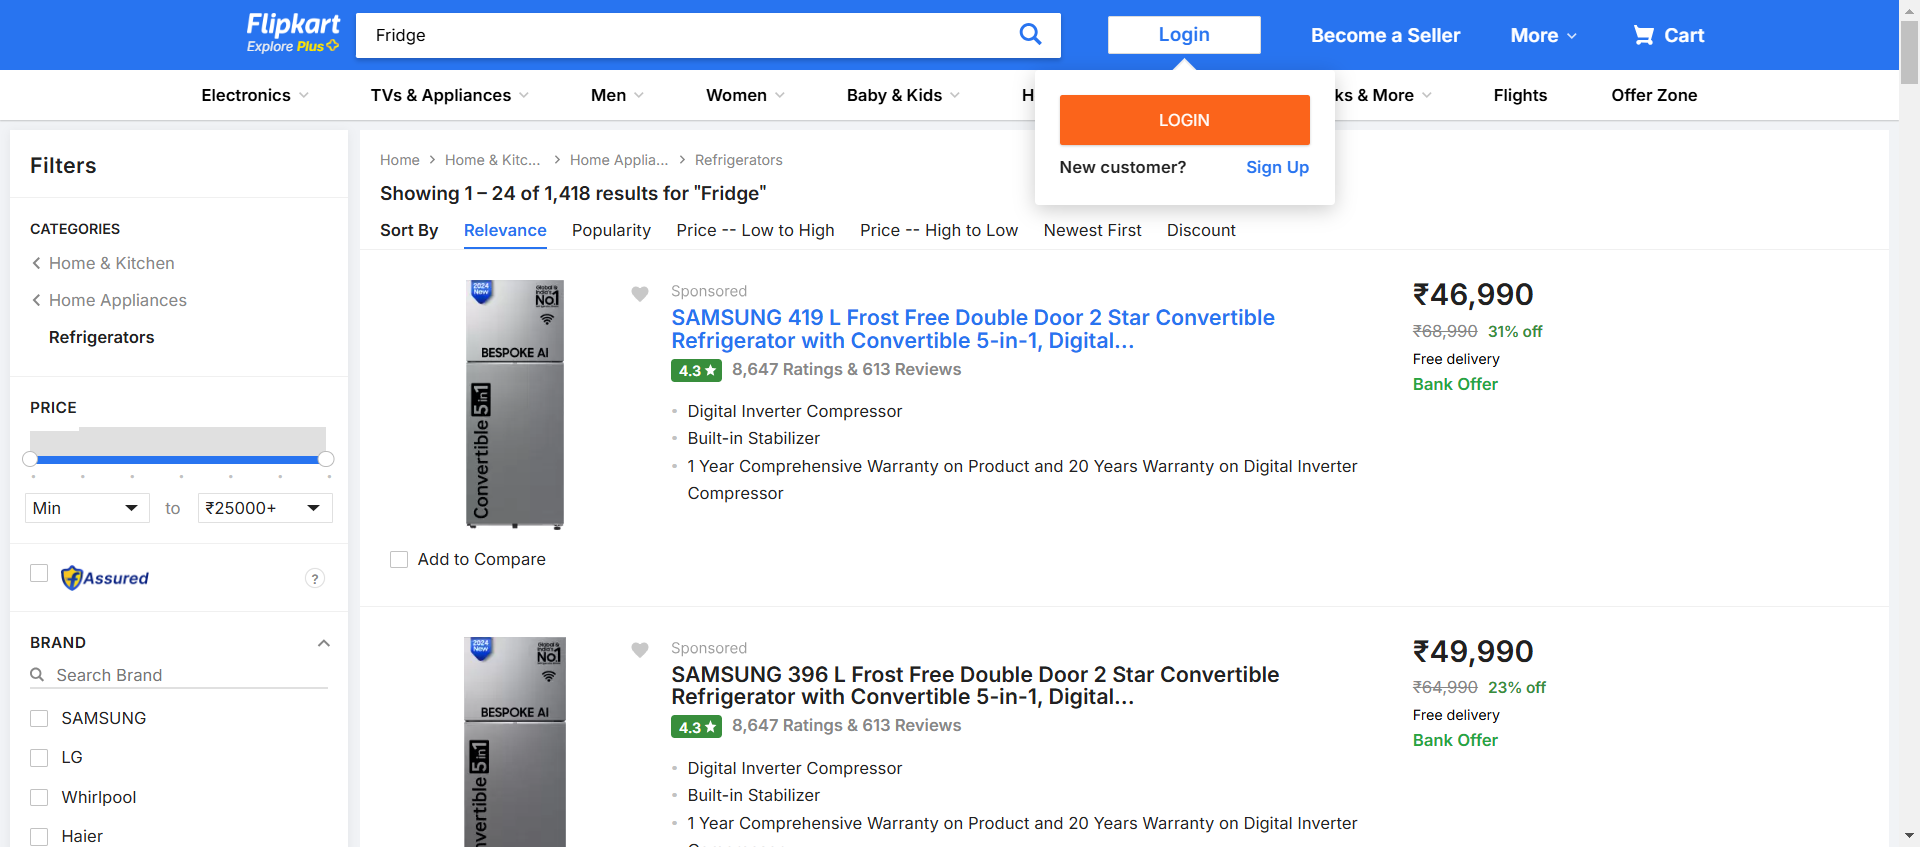 Flipkart
Explore Plus
Fridge
Login
Become a Seller
More
Cart
Electronics
TVs & Appliances
Men
Women
Baby & Kids
H
ks & More
Flights
Offer Zone
LOGIN
New customer?
Sign Up
Filters
CATEGORIES
Home & Kitchen
Home Appliances
Refrigerators
PRICE
Min
to
₹25000+
Assured
?
BRAND
Search Brand
SAMSUNG
LG
Whirlpool
Haier
Home > Home & Kitc... > Home Applia... > Refrigerators
Showing 1 – 24 of 1,418 results for "Fridge"
Sort By
Relevance
Popularity
Price -- Low to High
Price -- High to Low
Newest First
Discount
2024
New
No.1
BESPOKE AI
Convertible 5in1
Add to Compare
Sponsored
SAMSUNG 419 L Frost Free Double Door 2 Star Convertible
Refrigerator with Convertible 5-in-1, Digital...
4.3★
8,647 Ratings & 613 Reviews
Digital Inverter Compressor
Built-in Stabilizer
1 Year Comprehensive Warranty on Product and 20 Years Warranty on Digital Inverter
Compressor
₹46,990
₹68,990 31% off
Free delivery
Bank Offer
2024
New
No.1
BESPOKE AI
nvertible 5in1
Sponsored
SAMSUNG 396 L Frost Free Double Door 2 Star Convertible
Refrigerator with Convertible 5-in-1, Digital...
4.3★
8,647 Ratings & 613 Reviews
Digital Inverter Compressor
Built-in Stabilizer
1 Year Comprehensive Warranty on Product and 20 Years Warranty on Digital Inverter
₹49,990
₹64,990 23% off
Free delivery
Bank Offer